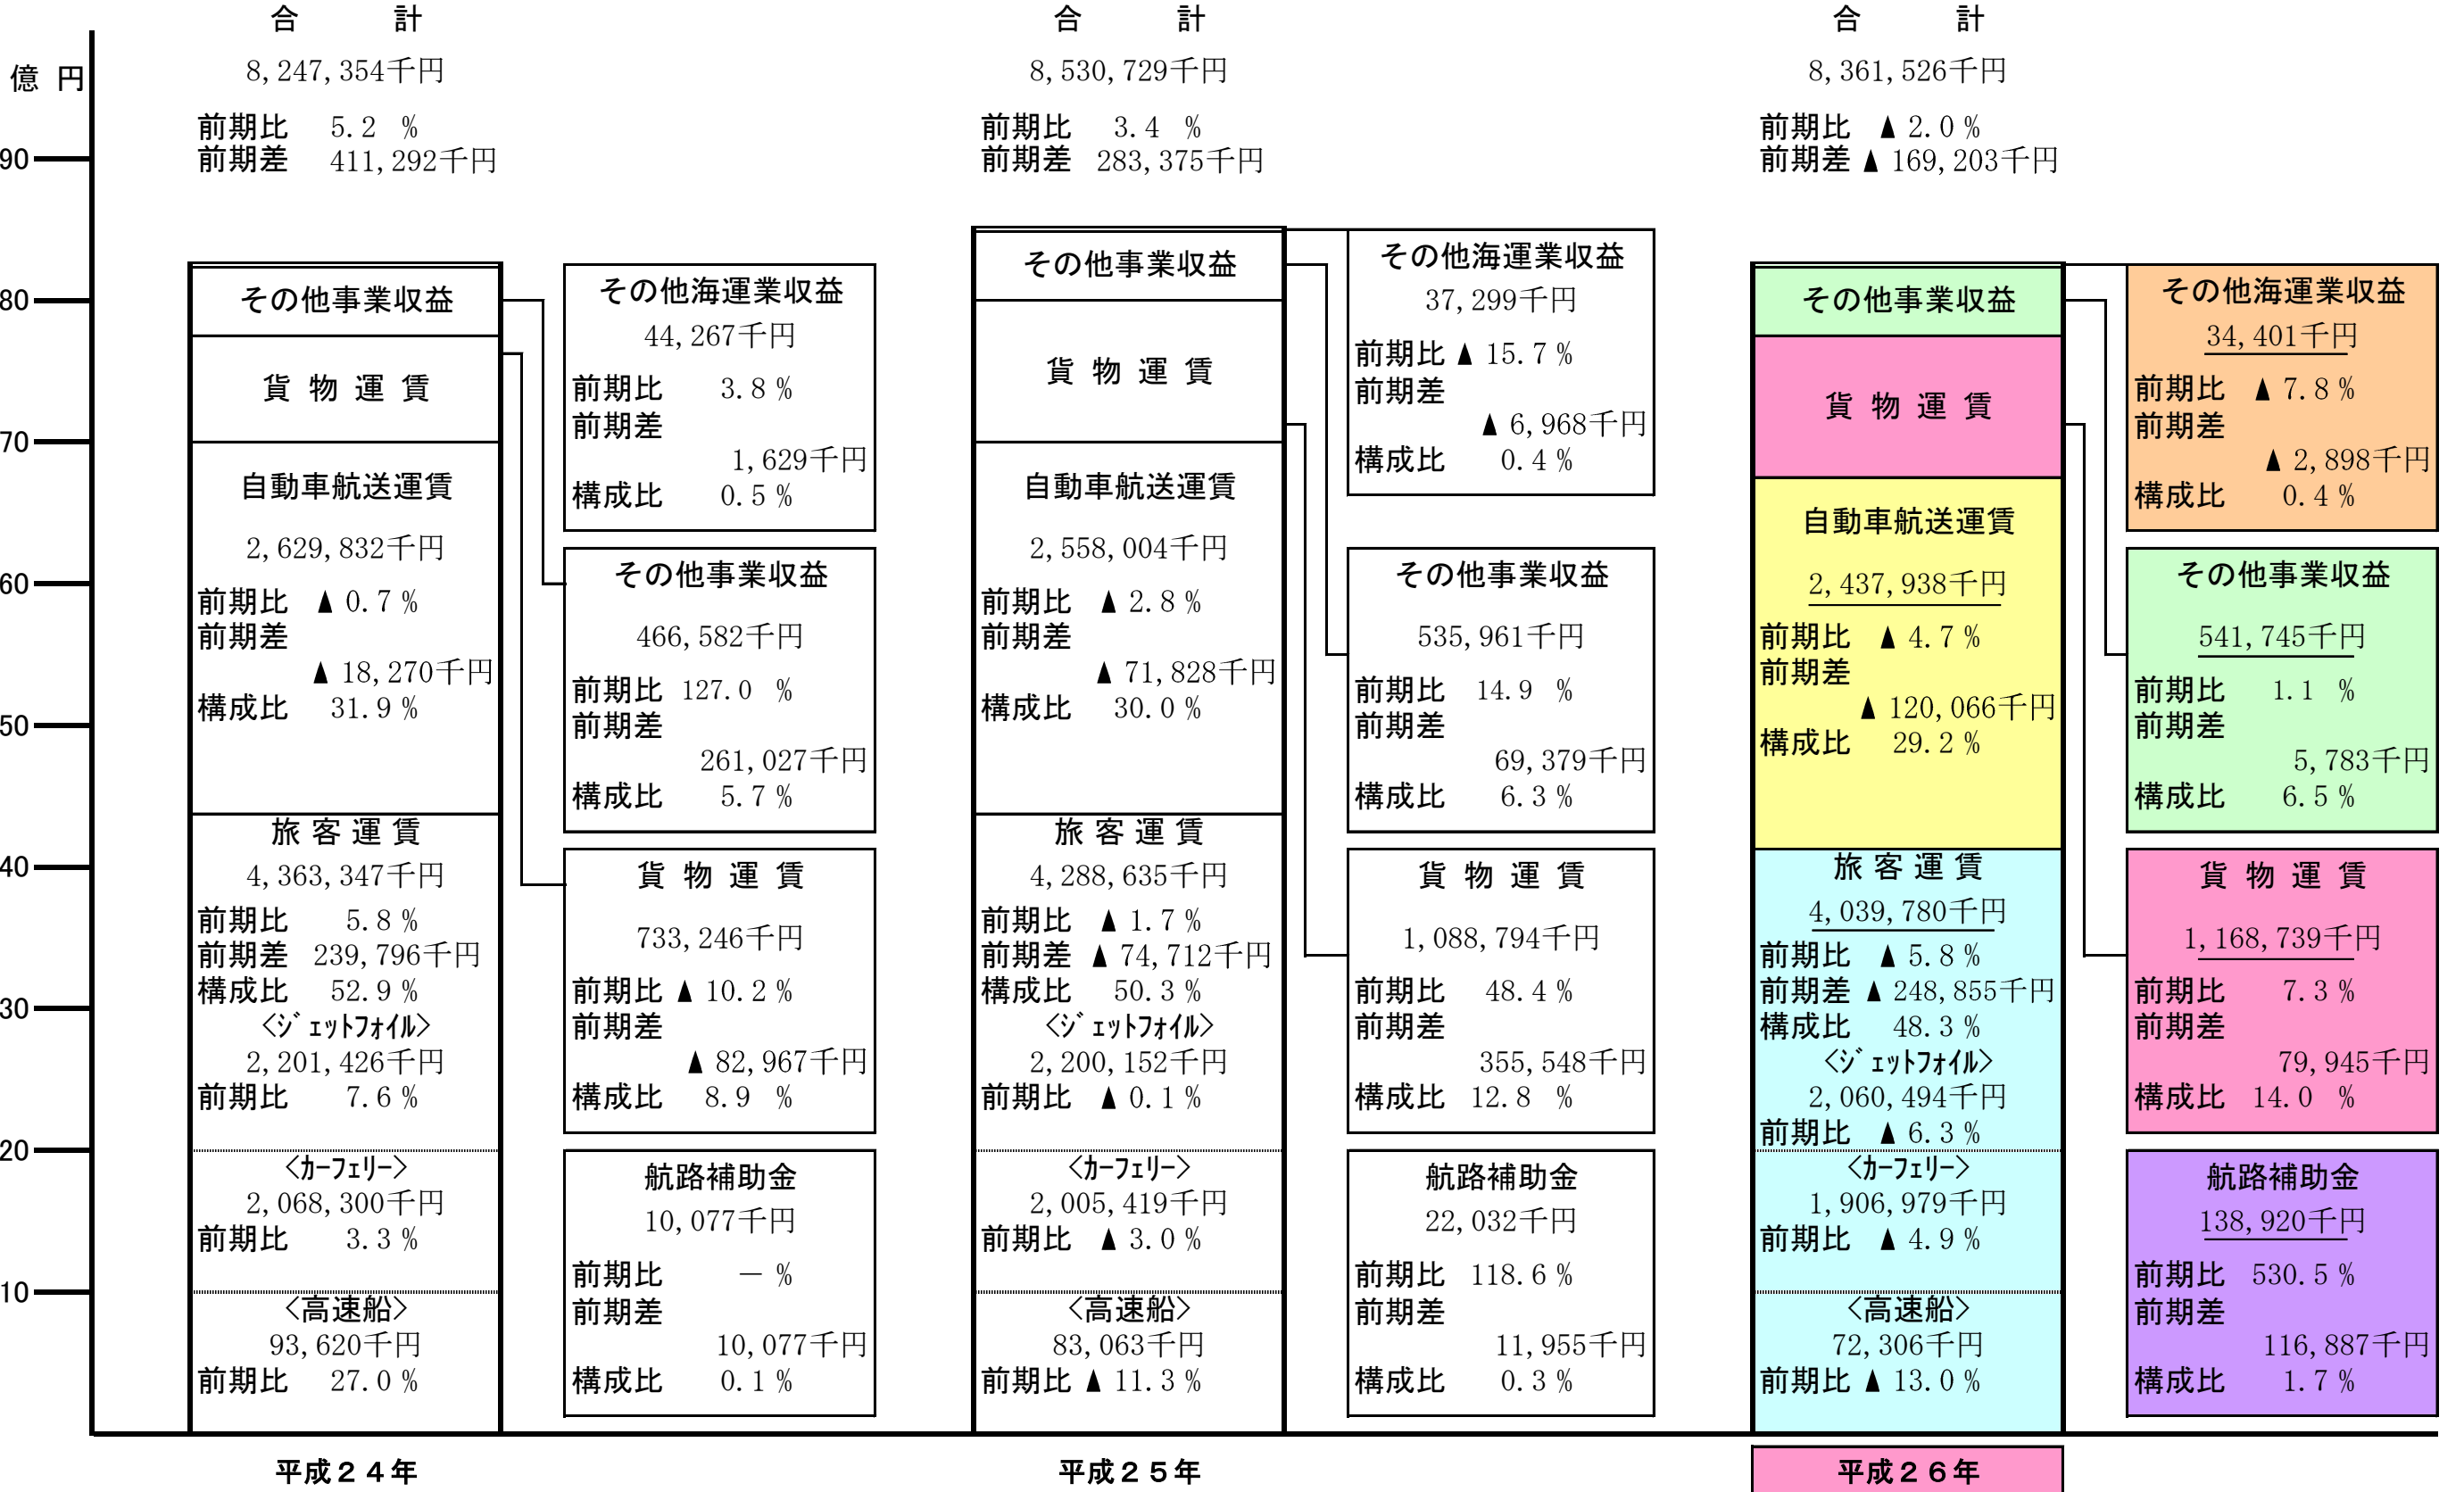 億 円
90
80
70
60
50
40
30
20
10
合 計
8,247,354千円
前期比 5.2 %
前期差 411,292千円
その他事業収益
貨 物 運 賃
自動車航送運賃
2,629,832千円
前期比 ▲ 0.7 %
前期差
▲ 18,270千円
構成比 31.9 %
旅 客 運 賃
4,363,347千円
前期比 5.8 %
前期差 239,796千円
構成比 52.9 %
<ジェットフォイル>
2,201,426千円
前期比 7.6 %
<カーフェリー>
2,068,300千円
前期比 3.3 %
<高速船>
93,620千円
前期比 27.0 %
平成24年
その他海運業収益
44,267千円
前期比 3.8 %
前期差
1,629千円
構成比 0.5 %
その他事業収益
466,582千円
前期比 127.0 %
前期差
261,027千円
構成比 5.7 %
貨 物 運 賃
733,246千円
前期比 ▲ 10.2 %
前期差
▲ 82,967千円
構成比 8.9 %
航路補助金
10,077千円
前期比 － %
前期差
10,077千円
構成比 0.1 %
合 計
8,530,729千円
前期比 3.4 %
前期差 283,375千円
その他事業収益
貨 物 運 賃
自動車航送運賃
2,558,004千円
前期比 ▲ 2.8 %
前期差
▲ 71,828千円
構成比 30.0 %
旅 客 運 賃
4,288,635千円
前期比 ▲ 1.7 %
前期差 ▲ 74,712千円
構成比 50.3 %
<ジェットフォイル>
2,200,152千円
前期比 ▲ 0.1 %
<カーフェリー>
2,005,419千円
前期比 ▲ 3.0 %
<高速船>
83,063千円
前期比 ▲ 11.3 %
平成25年
その他海運業収益
37,299千円
前期比 ▲ 15.7 %
前期差
▲ 6,968千円
構成比 0.4 %
その他事業収益
535,961千円
前期比 14.9 %
前期差
69,379千円
構成比 6.3 %
貨 物 運 賃
1,088,794千円
前期比 48.4 %
前期差
355,548千円
構成比 12.8 %
航路補助金
22,032千円
前期比 118.6 %
前期差
11,955千円
構成比 0.3 %
合 計
8,361,526千円
前期比 ▲ 2.0 %
前期差 ▲ 169,203千円
その他事業収益
貨 物 運 賃
自動車航送運賃
2,437,938千円
前期比 ▲ 4.7 %
前期差
▲ 120,066千円
構成比 29.2 %
旅 客 運 賃
4,039,780千円
前期比 ▲ 5.8 %
前期差 ▲ 248,855千円
構成比 48.3 %
<ジェットフォイル>
2,060,494千円
前期比 ▲ 6.3 %
<カーフェリー>
1,906,979千円
前期比 ▲ 4.9 %
<高速船>
72,306千円
前期比 ▲ 13.0 %
平成26年
その他海運業収益
34,401千円
前期比 ▲ 7.8 %
前期差
▲ 2,898千円
構成比 0.4 %
その他事業収益
541,745千円
前期比 1.1 %
前期差
5,783千円
構成比 6.5 %
貨 物 運 賃
1,168,739千円
前期比 7.3 %
前期差
79,945千円
構成比 14.0 %
航路補助金
138,920千円
前期比 530.5 %
前期差
116,887千円
構成比 1.7 %